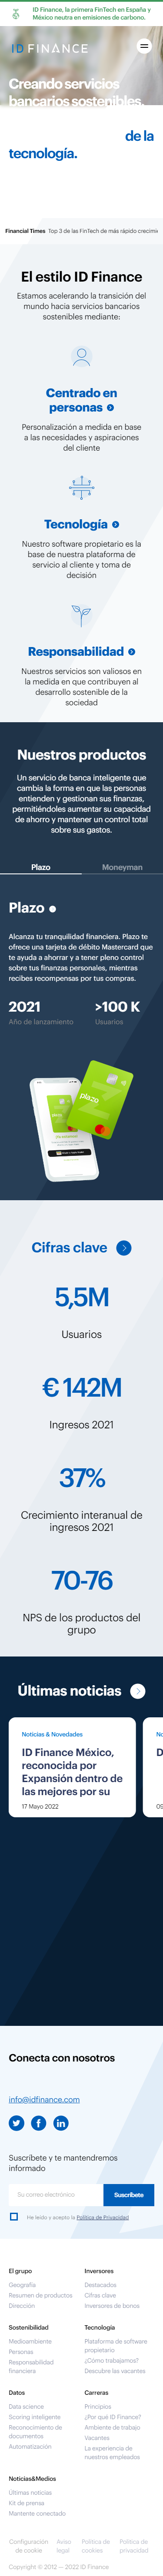 ID Finance, la primera FinTech en España y
México neutra en emisiones de carbono.
ID FINANCE
Creando servicios
bancarios sostenibles,
de la
tecnología.
Financial Times Top 3 de las FinTech de más rápido crecimie
El estilo ID Finance
Estamos acelerando la transición del
mundo hacia servicios bancarios
sostenibles mediante:
Centrado en
personas
Personalización a medida en base
a las necesidades y aspiraciones
del cliente
Tecnología
Nuestro software propietario es la
base de nuestra plataforma de
servicio al cliente y toma de
decisión
Responsabilidad
Nuestros servicios son valiosos en
la medida en que contribuyen al
desarrollo sostenible de la
sociedad
Nuestros productos
Un servicio de banca inteligente que
cambia la forma en que las personas
entienden y gestionan sus finanzas,
permitiéndoles aumentar su capacidad
de ahorro y mantener un control total
sobre sus gastos.
Plazo Moneyman
Plazo
Alcanza tu tranquilidad financiera. Plazo te
ofrece una tarjeta de débito Mastercard que
te ayuda a ahorrar y a tener pleno control
sobre tus finanzas personales, mientras
recibes recompensas por tus compras.
2021 >100 K
Año de lanzamiento Usuarios
plazo
Cifras clave
5,5M
Usuarios
€ 142M
Ingresos 2021
37%
Crecimiento interanual de
ingresos 2021
70-76
NPS de los productos del
grupo
Últimas noticias
Noticias & Novedades
ID Finance México,
reconocida por
Expansión dentro de
las mejores por su
17 Mayo 2022
Conecta con nosotros
info@idfinance.com
Suscríbete y te mantendremos
informado
Su correo electrónico Suscríbete
He leído y acepto la Política de Privacidad
El grupo
Geografía
Resumen de productos
Dirección
Inversores
Destacados
Cifras clave
Inversores de bonos
Sostenibilidad
Medioambiente
Personas
Responsabilidad
financiera
Tecnología
Plataforma de software
propietario
¿Cómo trabajamos?
Descubre las vacantes
Datos
Data science
Scoring inteligente
Reconocimiento de
documentos
Automatización
Carreras
Principios
¿Por qué ID Finance?
Ambiente de trabajo
Vacantes
La experiencia de
nuestros empleados
Noticias&Medios
Últimas noticias
Kit de prensa
Mantente conectado
Configuración
de cookie
Aviso
legal
Política de
cookies
Política de
privacidad
Copyright © 2012 — 2022 ID Finance